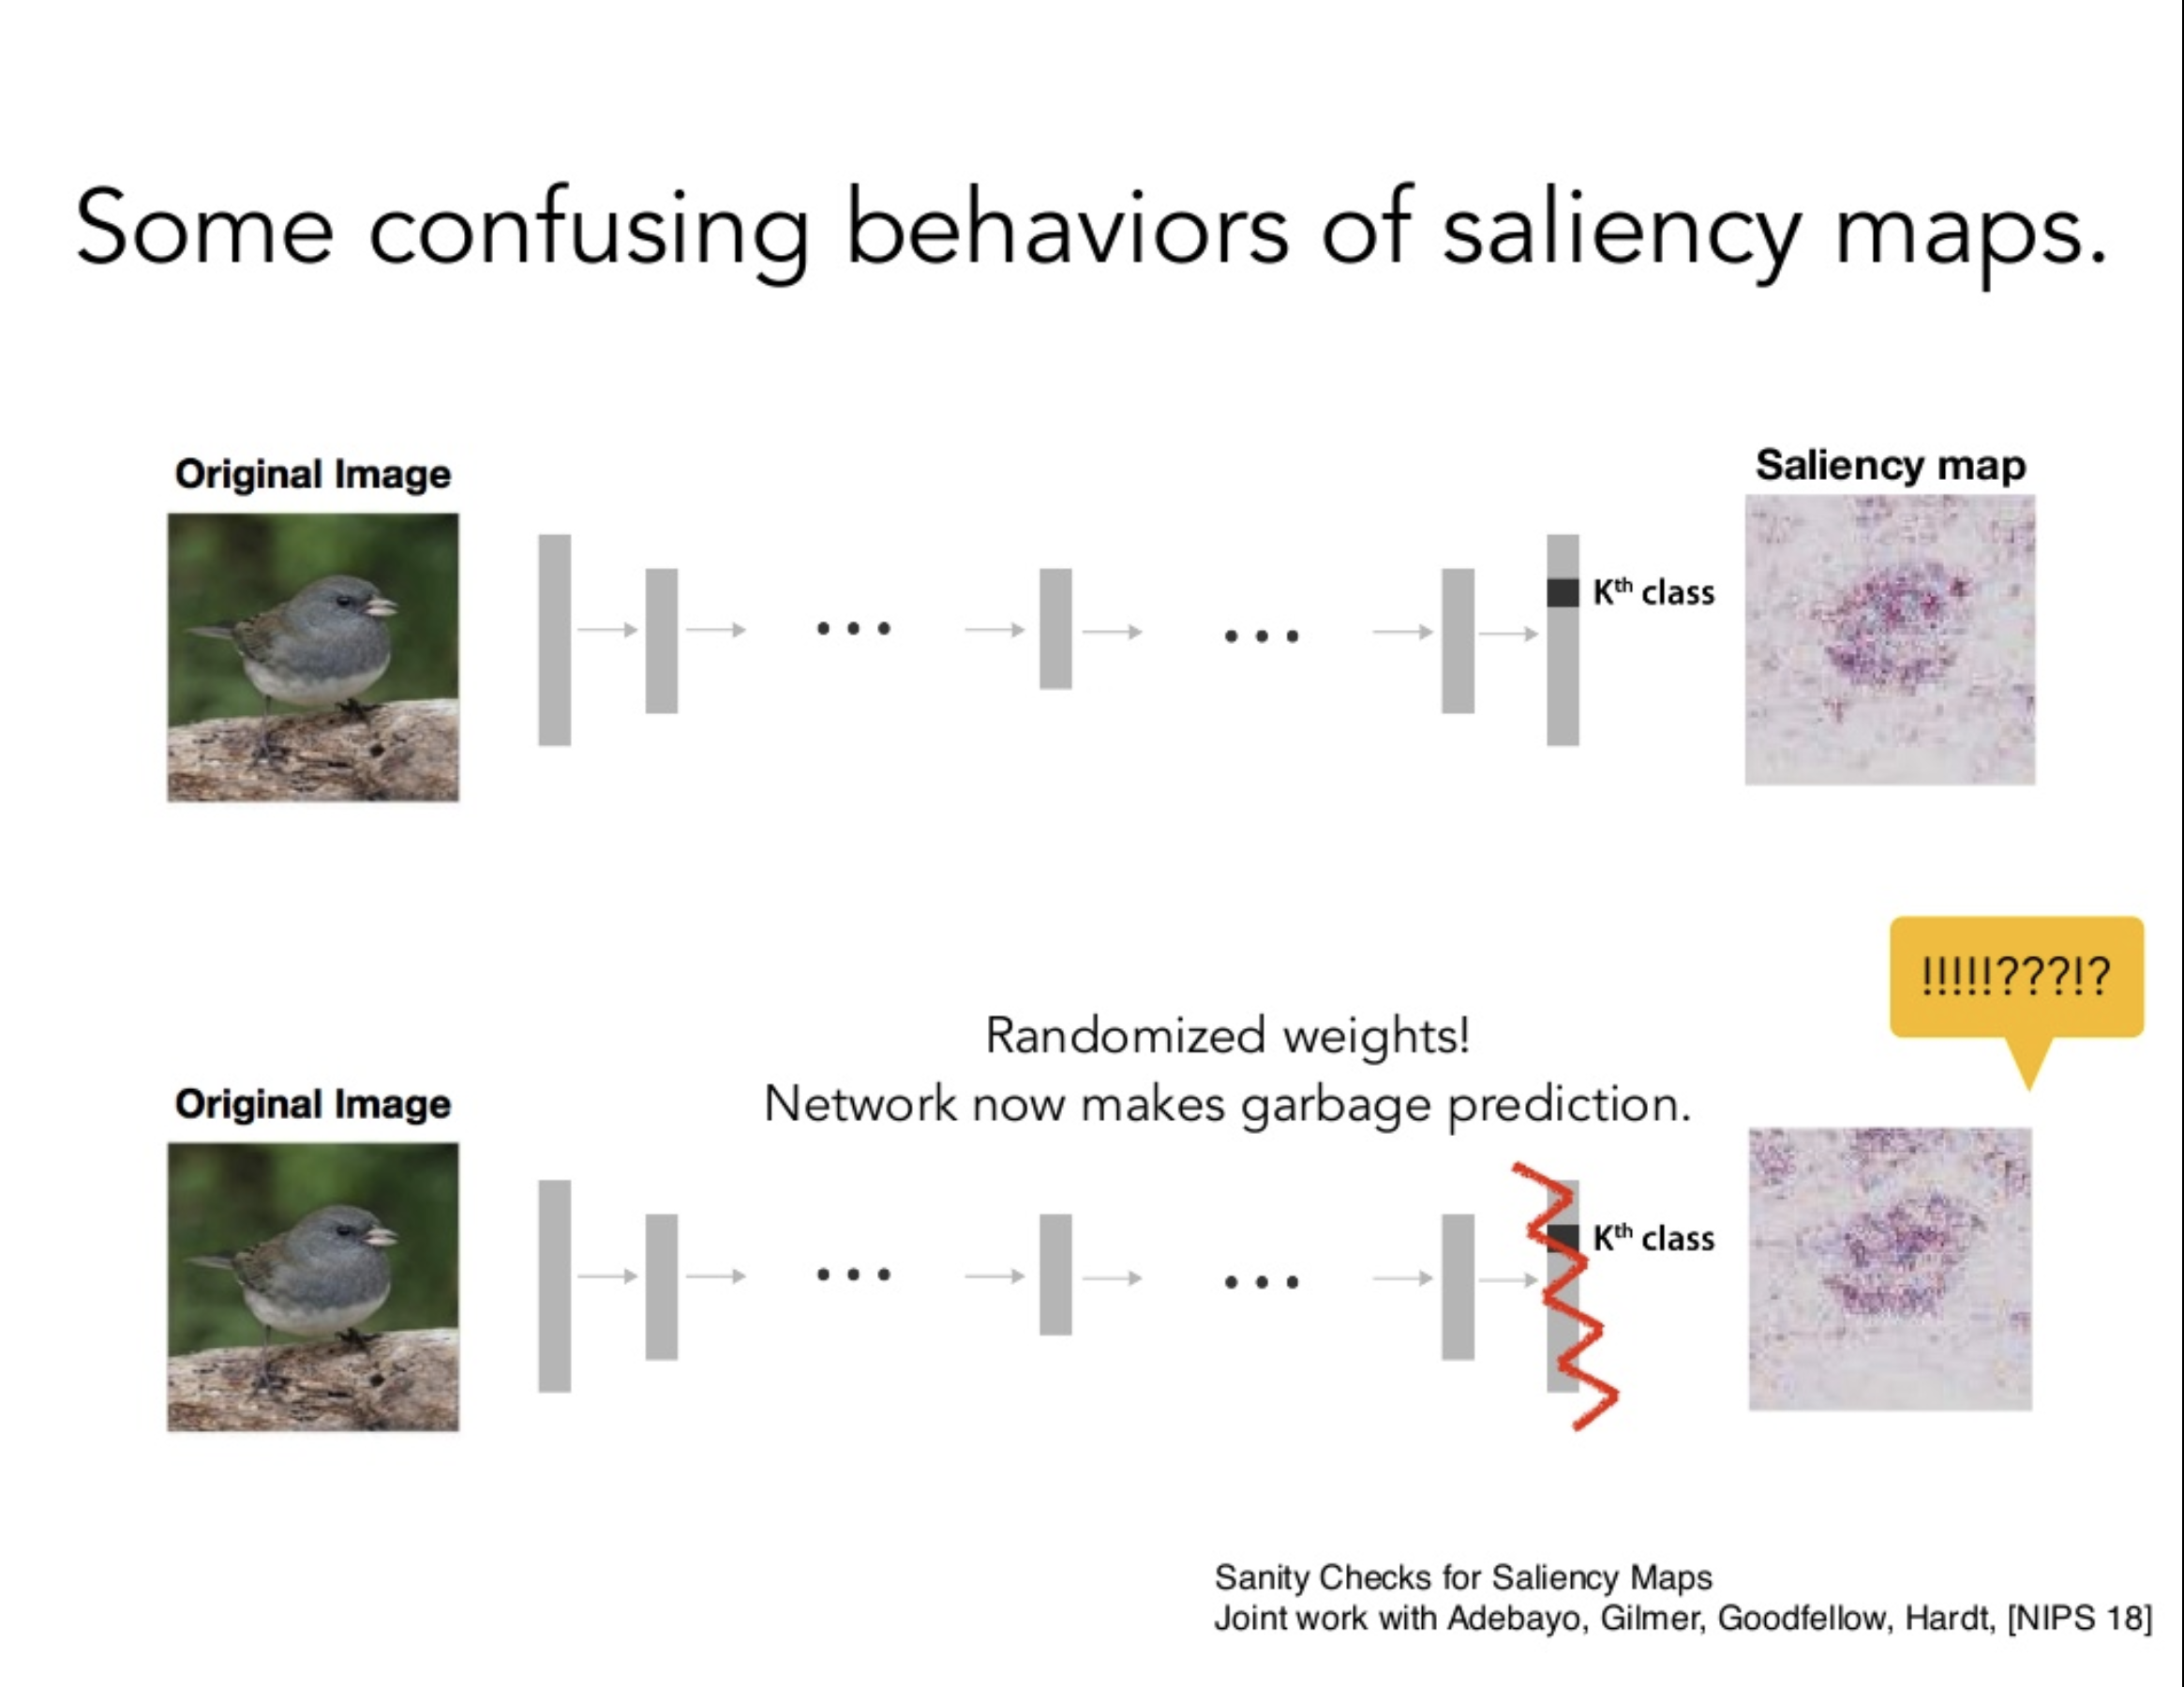 Some confusing behaviors of saliency maps.
Original Image
Saliency map
Kth class
!!!!!???!?
Randomized weights!
Network now makes garbage prediction.
Original Image
Kth class
Sanity Checks for Saliency Maps
Joint work with Adebayo, Gilmer, Goodfellow, Hardt, [NIPS 18]